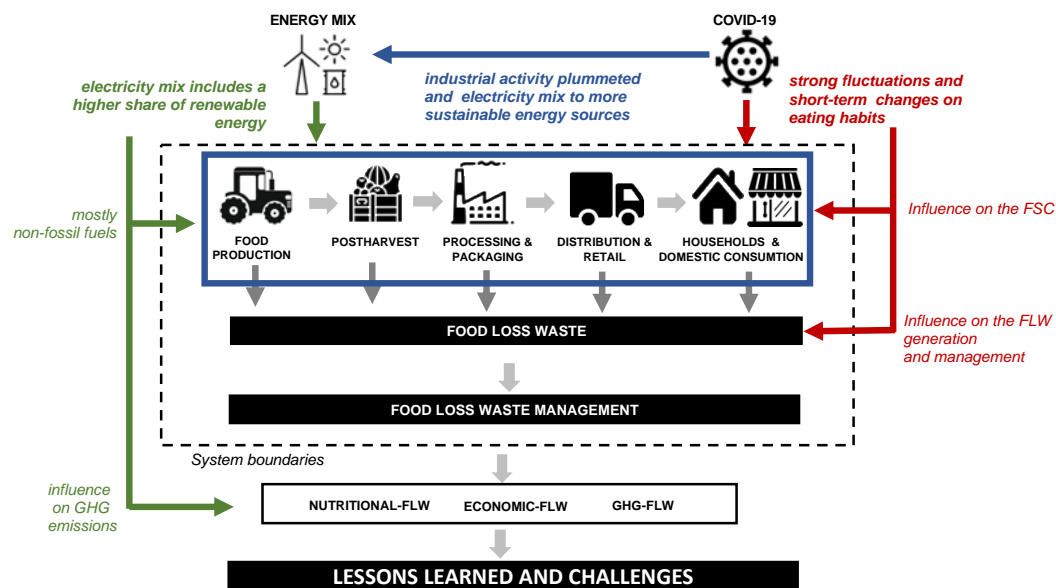 ENERGY MIX
COVID-19
electricity mix includes a
higher share of renewable
energy
industrial activity plummeted
and electricity mix to more
sustainable energy sources
strong fluctuations and
short-term changes on
eating habits
mostly
non-fossil fuels
Influence on the FSC
FOOD
PRODUCTION
POSTHARVEST
PROCESSING &
PACKAGING
DISTRIBUTION &
RETAIL
HOUSEHOLDS &
DOMESTIC CONSUMTION
FOOD LOSS WASTE
Influence on the FLW
generation
and management
FOOD LOSS WASTE MANAGEMENT
System boundaries
influence
on GHG
emissions
NUTRITIONAL-FLW
ECONOMIC-FLW
GHG-FLW
LESSONS LEARNED AND CHALLENGES